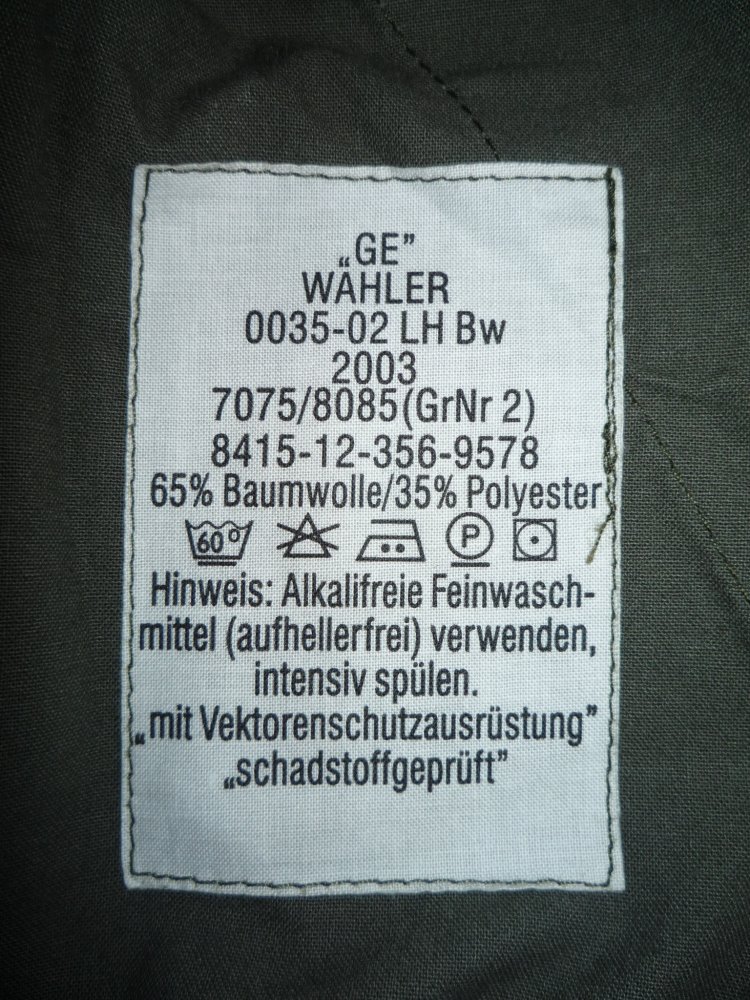 „GE”
WÄHLER
0035-02 LH Bw
2003
7075/8085(GrNr 2)
8415-12-356-9578
65% Baumwolle/35% Polyester
60° P
Hinweis: Alkalifreie Feinwasch-
mittel (aufhellerfrei) verwenden,
intensiv spülen.
„mit Vektorenschutzausrüstung”
„schadstoffgeprüft”